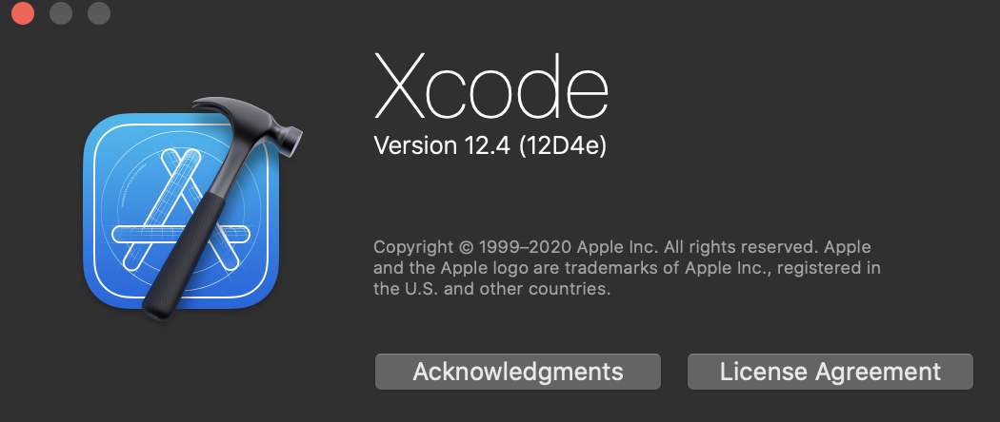 Xcode
Version 12.4 (12D4e)
Copyright © 1999–2020 Apple Inc. All rights reserved. Apple
and the Apple logo are trademarks of Apple Inc., registered in
the U.S. and other countries.
Acknowledgments
License Agreement